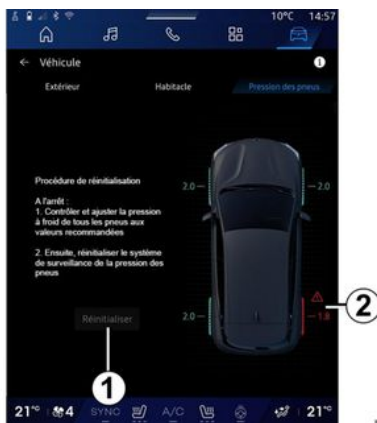 10°C 14:57
Véhicule
Extérieur Habitacle Pression des pneus
Procédure de réinitialisation
A l'arrêt :
1. Contrôler et ajuster la pression
à froid de tous les pneus aux
valeurs recommandées
2. Ensuite, réinitialiser le système
de surveillance de la pression des
pneus
2.0 2.0
2.0 1.8
2
Réinitialiser
1
21° 4 SYNC A/C 21°